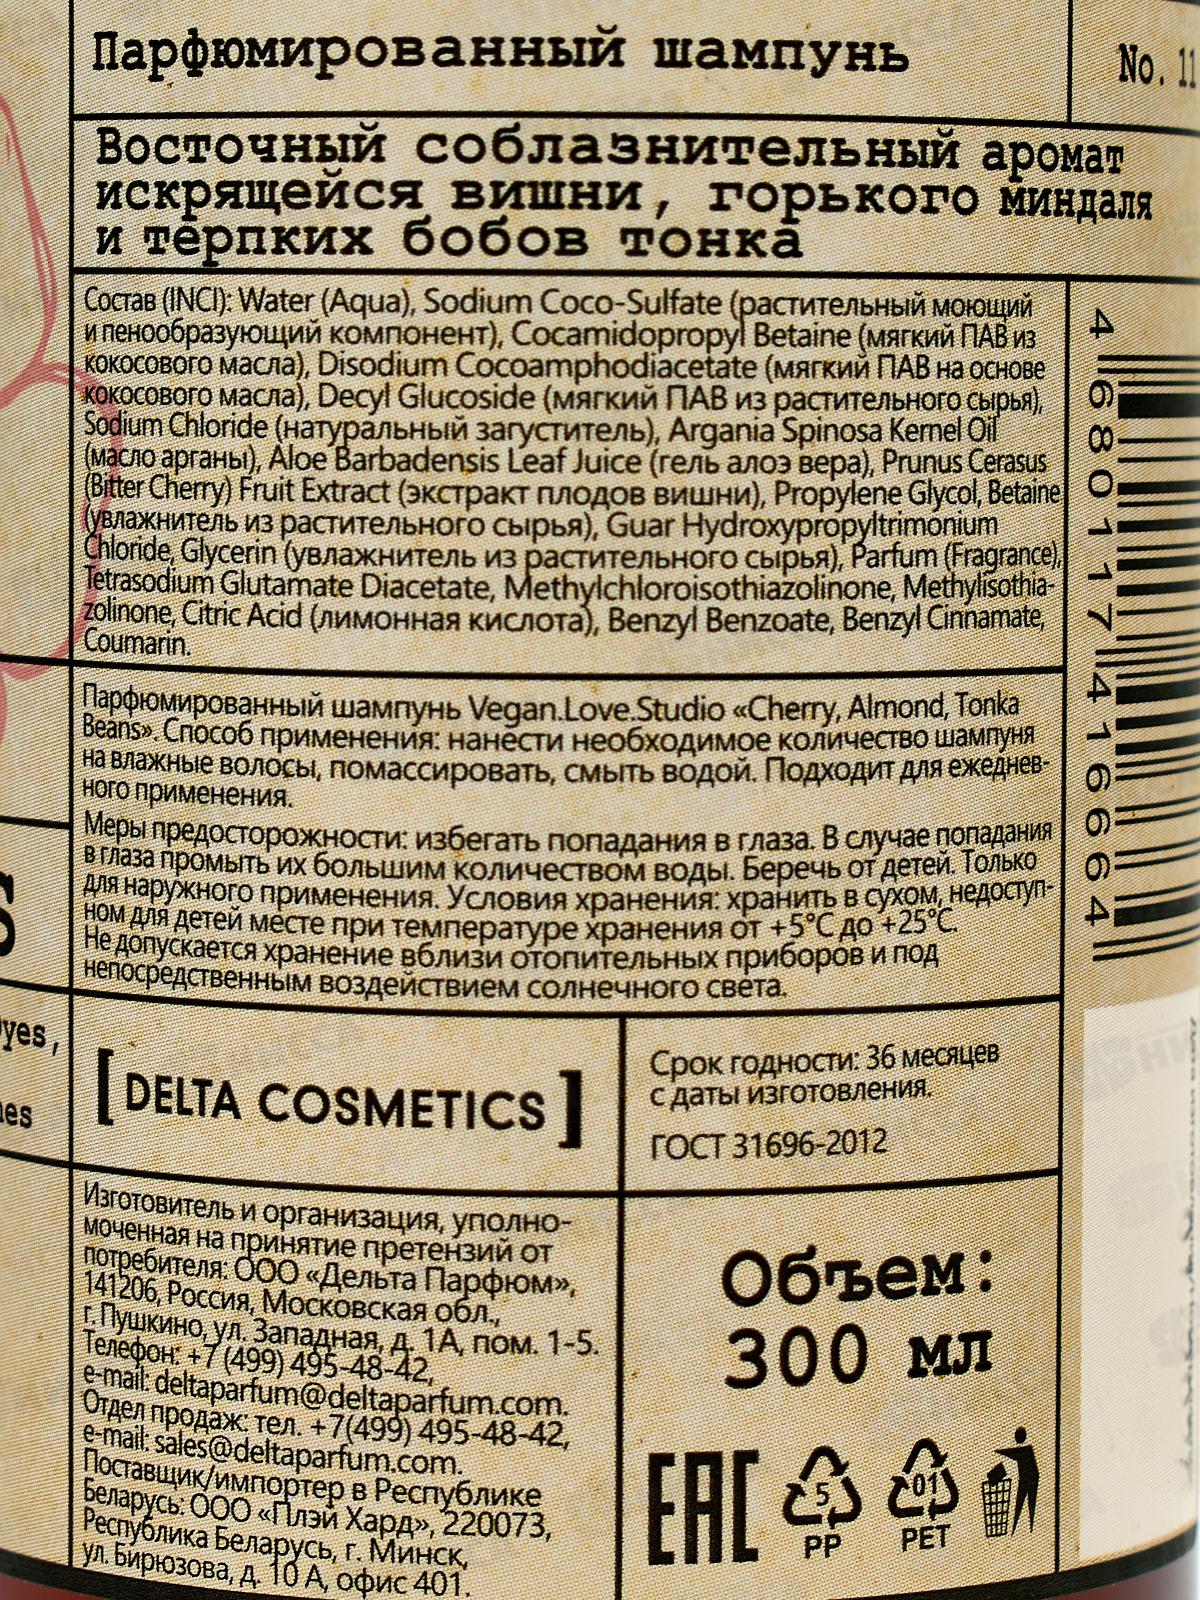 Парфюмированный шампунь
No. 11
Восточный соблазнительный аромат
искрящейся вишни, горького миндаля
и терпких бобов тонка
Состав (INCI): Water (Aqua), Sodium Coco-Sulfate (растительный моющий
и пенообразующий компонент), Cocamidopropyl Betaine (мягкий ПАВ из
кокосового масла), Disodium Cocoamphodiacetate (мягкий ПАВ на основе
кокосового масла), Decyl Glucoside (мягкий ПАВ из растительного сырья),
Sodium Chloride (натуральный загуститель), Argania Spinosa Kernel Oil
(масло арганы), Aloe Barbadensis Leaf Juice (гель алоэ вера), Prunus Cerasus
(Bitter Cherry) Fruit Extract (экстракт плодов вишни), Propylene Glycol, Betaine
(увлажнитель из растительного сырья), Guar Hydroxypropyltrimonium
Chloride, Glycerin (увлажнитель из растительного сырья), Parfum (Fragrance),
Tetrasodium Glutamate Diacetate, Methylchloroisothiazolinone, Methylisothia-
zolinone, Citric Acid (лимонная кислота), Benzyl Benzoate, Benzyl Cinnamate,
Coumarin.
4 680117 416664
Парфюмированный шампунь Vegan.Love.Studio «Cherry, Almond, Tonka
Beans». Способ применения: нанести необходимое количество шампуня
на влажные волосы, помассировать, смыть водой. Подходит для ежеднев-
ного применения.
Меры предосторожности: избегать попадания в глаза. В случае попадания
в глаза промыть их большим количеством воды. Беречь от детей. Только
для наружного применения. Условия хранения: хранить в сухом, недоступ-
ном для детей месте при температуре хранения от +5°C до +25°C.
Не допускается хранение вблизи отопительных приборов и под
непосредственным воздействием солнечного света.
[DELTA COSMETICS]
Срок годности: 36 месяцев
с даты изготовления.
ГОСТ 31696-2012
Изготовитель и организация, уполно-
моченная на принятие претензий от
потребителя: ООО «Дельта Парфюм»,
141206, Россия, Московская обл.,
г. Пушкино, ул. Западная, д. 1А, пом. 1-5.
Телефон: +7 (499) 495-48-42,
e-mail: deltaparfum@deltaparfum.com.
Отдел продаж: тел. +7(499) 495-48-42,
e-mail: sales@deltaparfum.com.
Поставщик/импортер в Республике
Беларусь: ООО «Плэй Хард», 220073,
Республика Беларусь, г. Минск,
ул. Бирюзова, д. 10 А, офис 401.
Объем:
300 мл
EAC
5
PP
01
PET